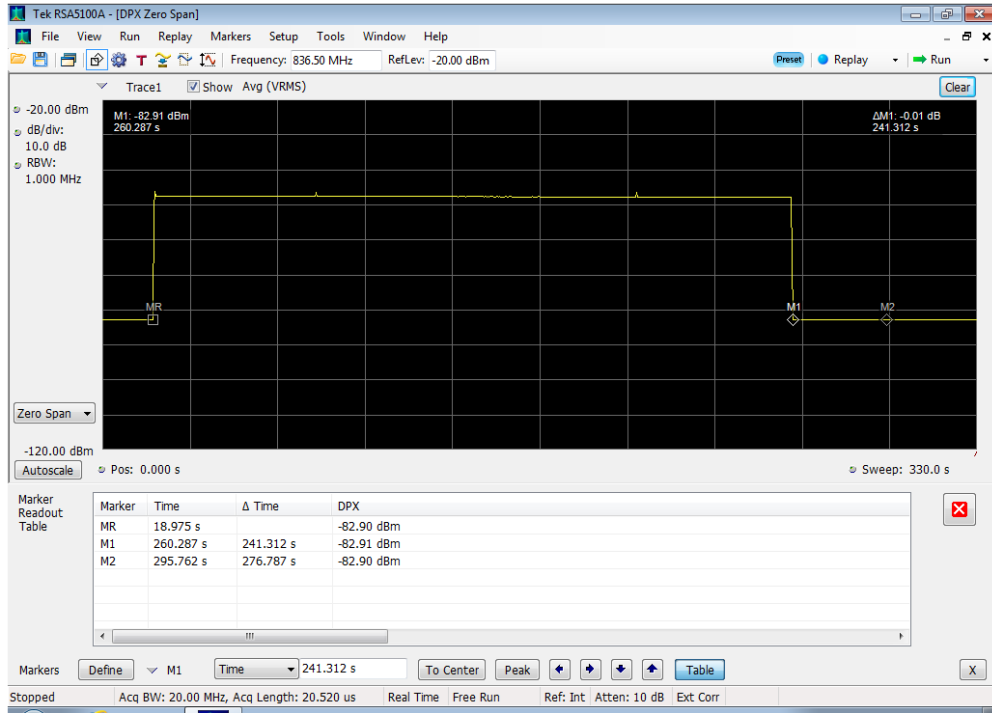 Tek RSA5100A - [DPX Zero Span]
File View Run Replay Markers Setup Tools Window Help
T Frequency: 836.50 MHz RefLev: -20.00 dBm Preset Replay Run
Trace1 Show Avg (VRMS) Clear
-20.00 dBm
dB/div:
10.0 dB
RBW:
1.000 MHz
M1: -82.91 dBm
260.287 s
ΔM1: -0.01 dB
241.312 s
MR M1 M2
Zero Span
-120.00 dBm
Autoscale Pos: 0.000 s Sweep: 330.0 s
Marker
Readout
Table
Marker Time Δ Time DPX
MR 18.975 s -82.90 dBm
M1 260.287 s 241.312 s -82.91 dBm
M2 295.762 s 276.787 s -82.90 dBm
Markers Define M1 Time 241.312 s To Center Peak Table X
Stopped Acq BW: 20.00 MHz, Acq Length: 20.520 us Real Time Free Run Ref: Int Atten: 10 dB Ext Corr